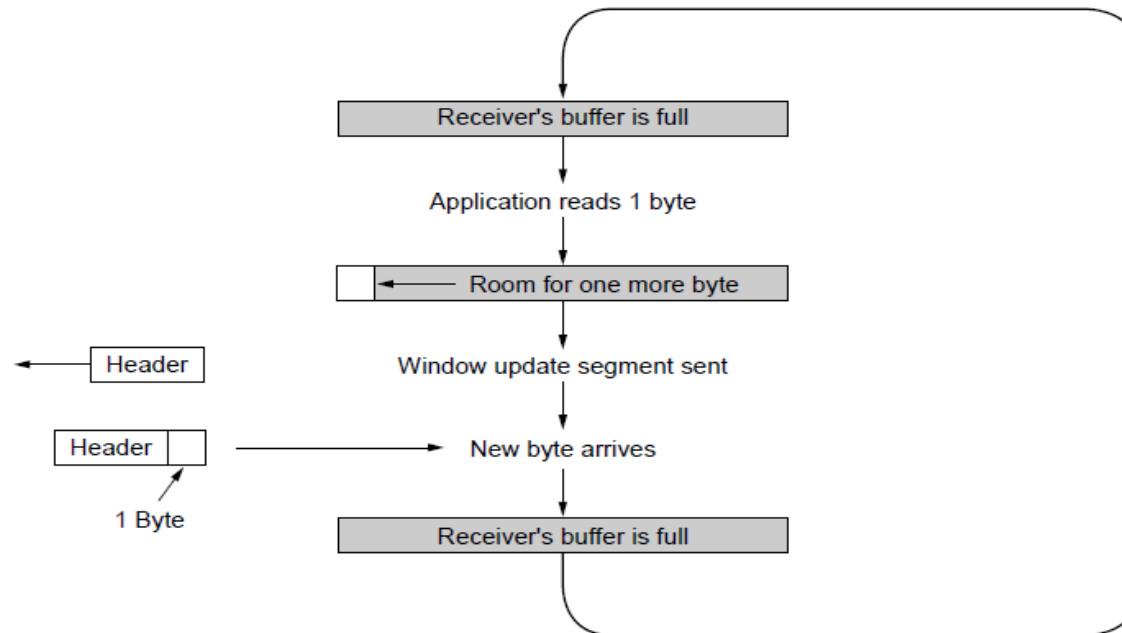 Receiver's buffer is full
Application reads 1 byte
Room for one more byte
Header
Window update segment sent
Header
New byte arrives
1 Byte
Receiver's buffer is full